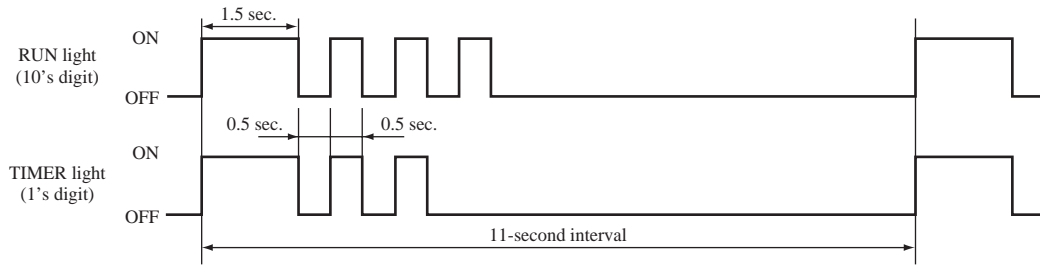 1.5 sec.
ON
RUN light
(10's digit)
OFF
0.5 sec.
0.5 sec.
ON
TIMER light
(1's digit)
OFF
11-second interval